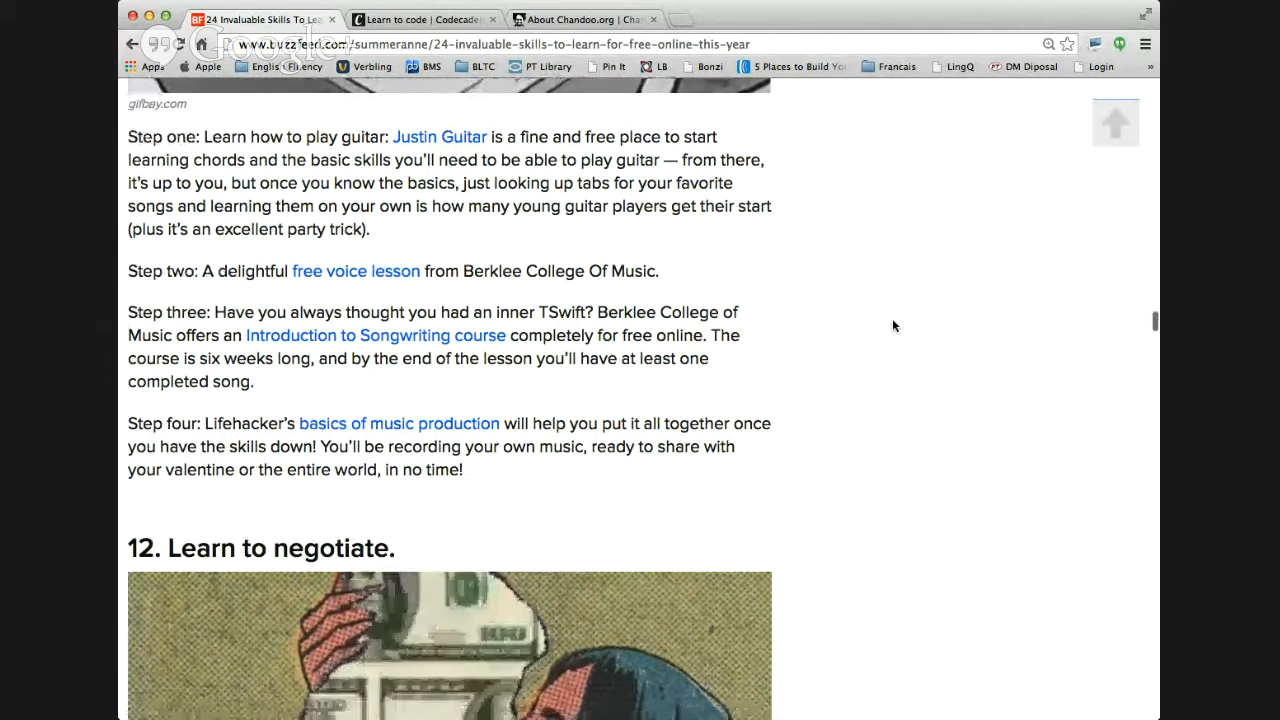 24 Invaluable Skills To Lea
Learn to code | Codecaden
About Chandoo.org | Cha
www.buzzfeed.com/summeranne/24-invaluable-skills-to-learn-for-free-online-this-year
Googler
Apps
Apple
English Fluency
Verbling
BMS
BLTC
PT Library
Pin It
LB
Bonzi
5 Places to Build Yo
Francais
LingQ
DM Diposal
Login
»
gifbay.com
Step one: Learn how to play guitar: Justin Guitar is a fine and free place to start
learning chords and the basic skills you'll need to be able to play guitar — from there,
it's up to you, but once you know the basics, just looking up tabs for your favorite
songs and learning them on your own is how many young guitar players get their start
(plus it's an excellent party trick).
Step two: A delightful free voice lesson from Berklee College Of Music.
Step three: Have you always thought you had an inner TSwift? Berklee College of
Music offers an Introduction to Songwriting course completely for free online. The
course is six weeks long, and by the end of the lesson you'll have at least one
completed song.
Step four: Lifehacker's basics of music production will help you put it all together once
you have the skills down! You'll be recording your own music, ready to share with
your valentine or the entire world, in no time!
12. Learn to negotiate.
100